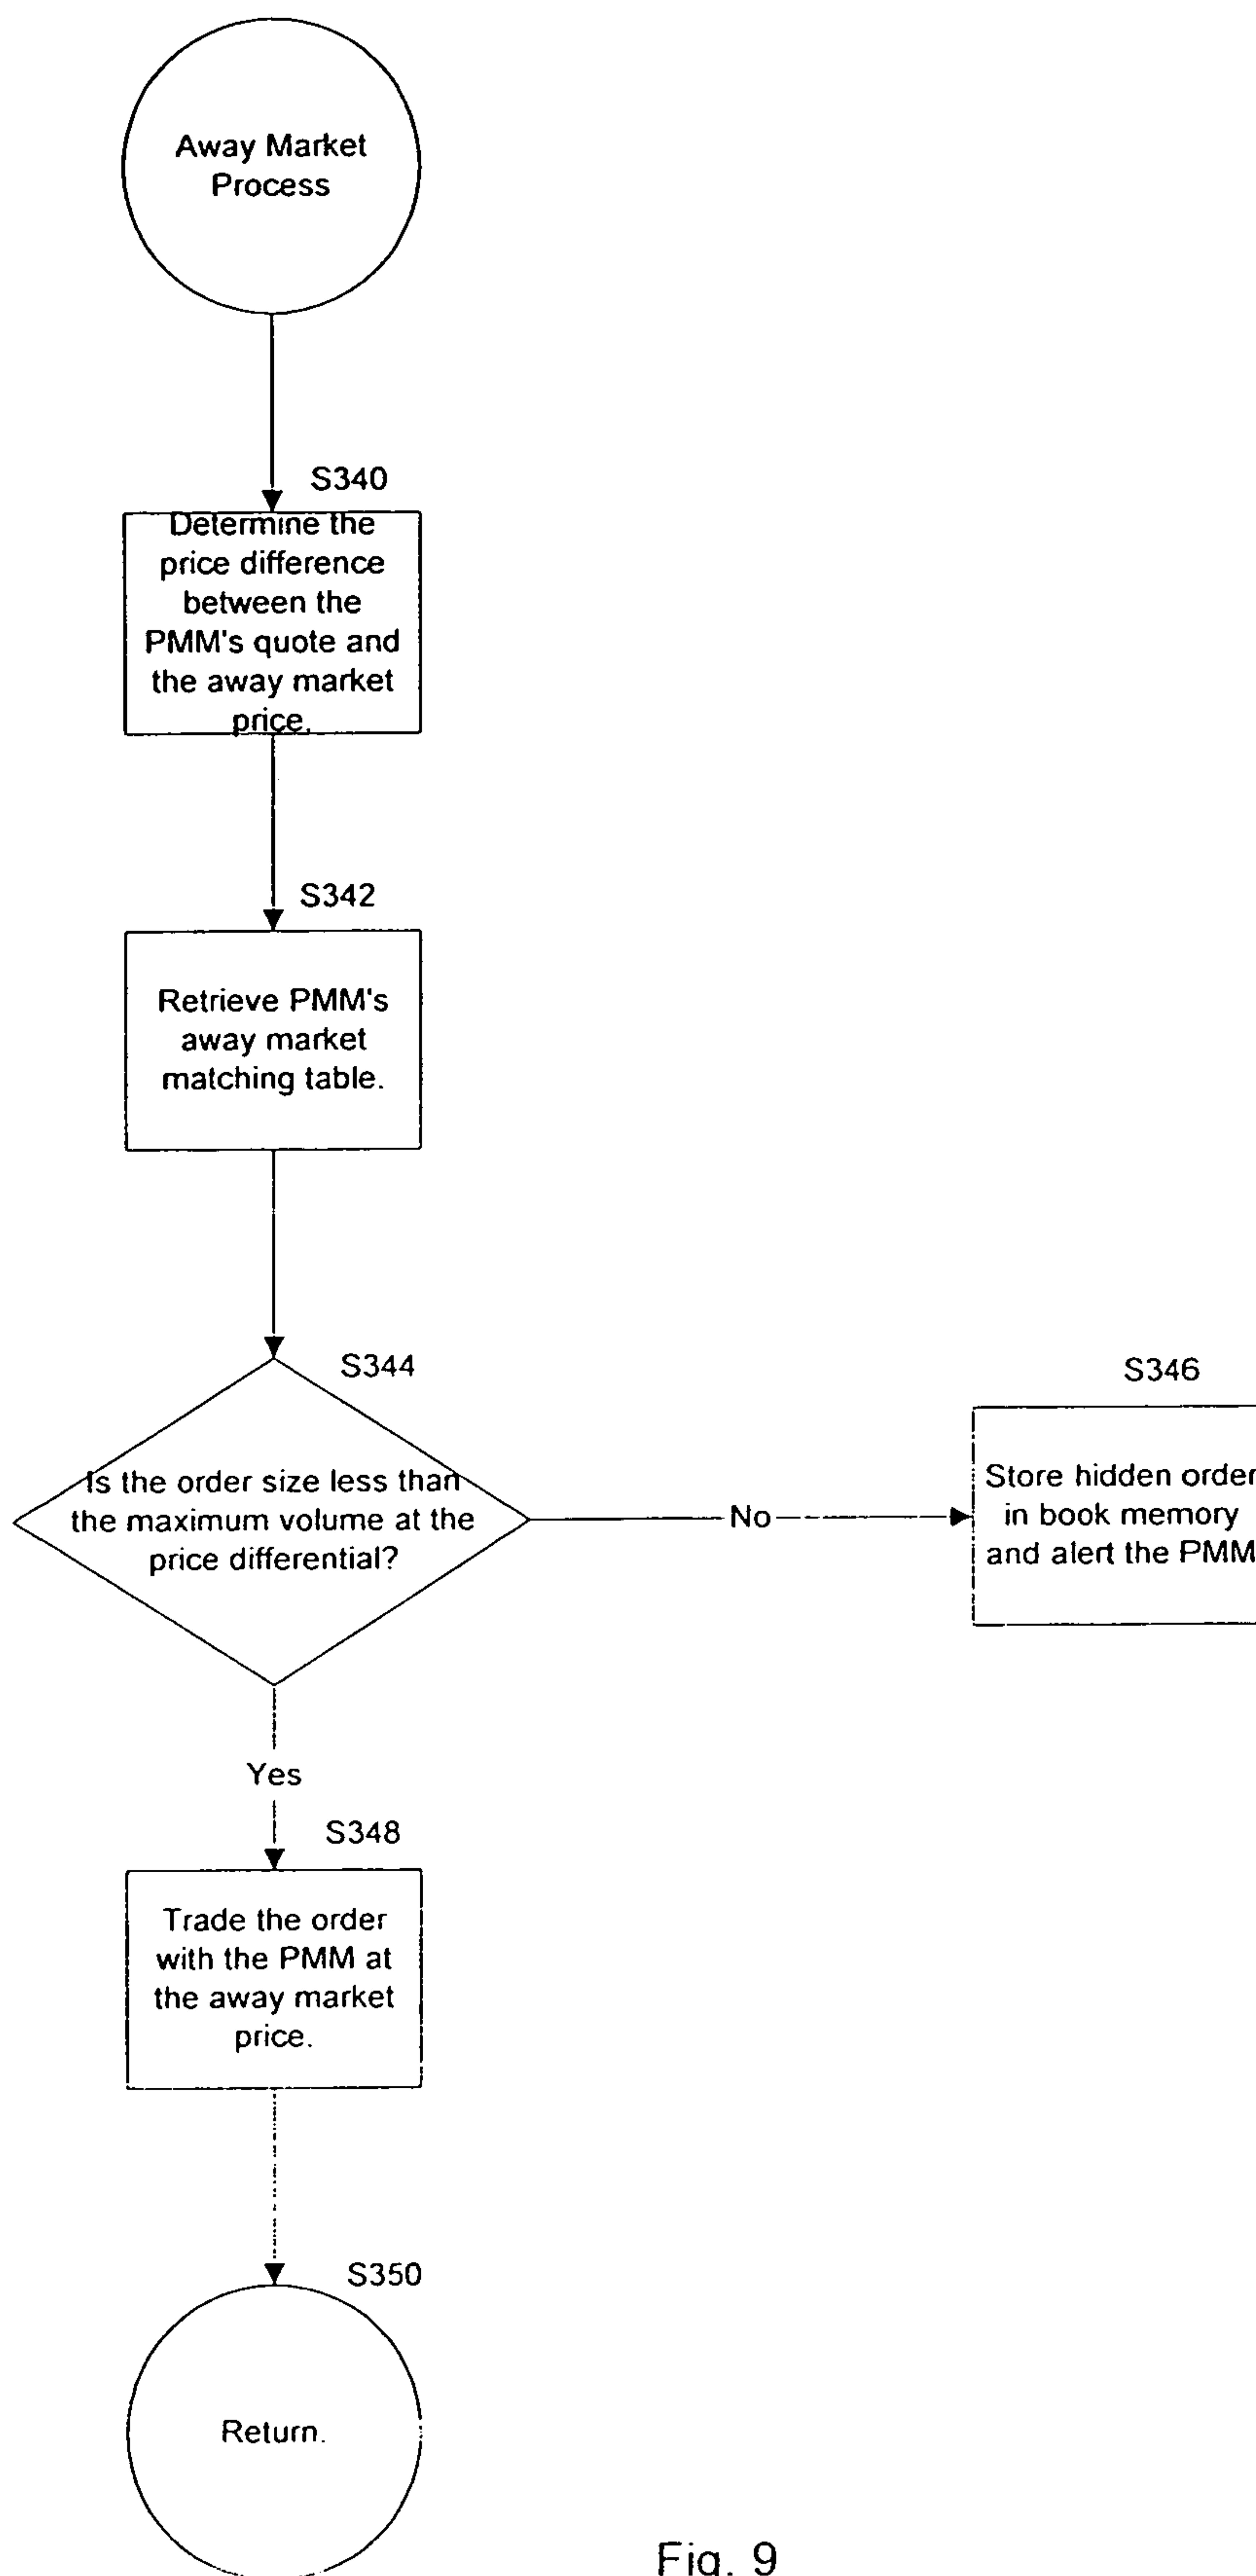 Away Market
Process
S340
Determine the
price difference
between the
PMM's quote and
the away market
price.
S342
Retrieve PMM's
away market
matching table.
S344
Is the order size less than
the maximum volume at the
price differential?
No
S346
Store hidden order
in book memory
and alert the PMM
Yes
S348
Trade the order
with the PMM at
the away market
price.
S350
Return.
Fig. 9